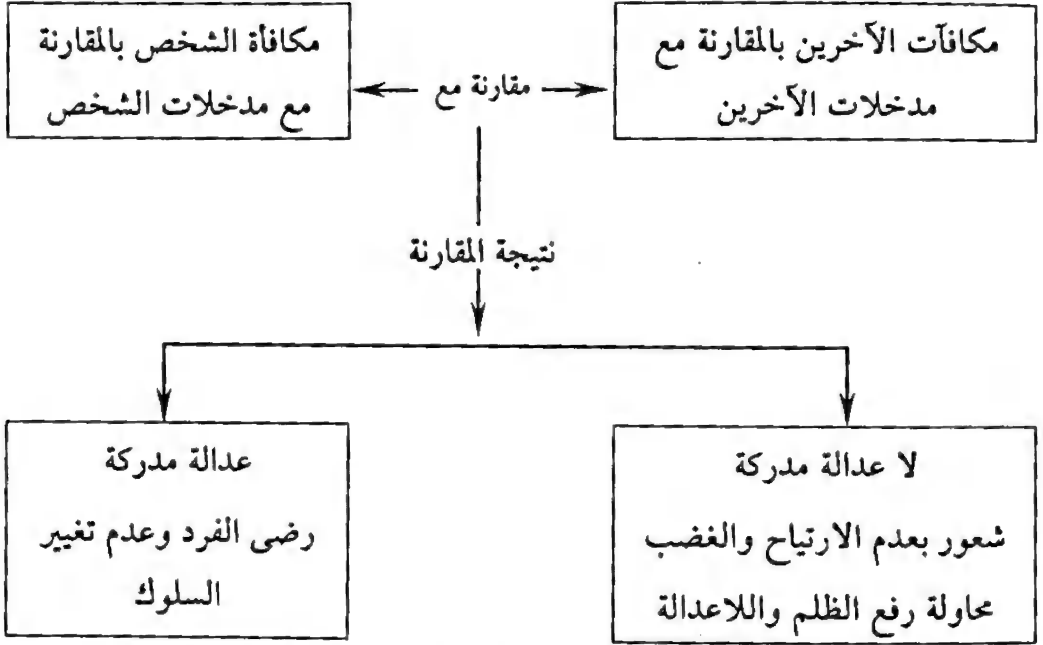 مكافآت الآخرين بالمقارنة مع
مدخلات الآخرين
مقارنة مع
مكافأة الشخص بالمقارنة
مع مدخلات الشخص
نتيجة المقارنة
لا عدالة مدركة
شعور بعدم الارتياح والغضب
محاولة رفع الظلم واللاعدالة
عدالة مدركة
رضى الفرد وعدم تغيير
السلوك